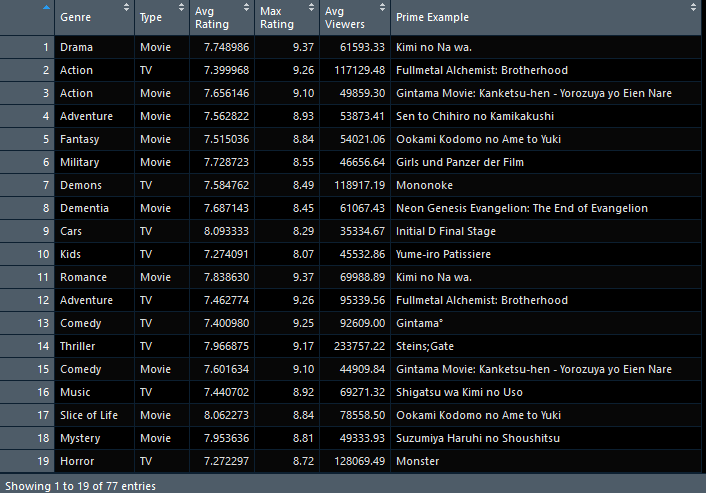 Genre Type Avg Rating Max Rating Avg Viewers Prime Example
1 Drama Movie 7.748986 9.37 61593.33 Kimi no Na wa.
2 Action TV 7.399968 9.26 117129.48 Fullmetal Alchemist: Brotherhood
3 Action Movie 7.656146 9.10 49859.30 Gintama Movie: Kanketsu-hen - Yorozuya yo Eien Nare
4 Adventure Movie 7.562822 8.93 53873.41 Sen to Chihiro no Kamikakushi
5 Fantasy Movie 7.515036 8.84 54021.06 Ookami Kodomo no Ame to Yuki
6 Military Movie 7.728723 8.55 46656.64 Girls und Panzer der Film
7 Demons TV 7.584762 8.49 118917.19 Mononoke
8 Dementia Movie 7.687143 8.45 61067.43 Neon Genesis Evangelion: The End of Evangelion
9 Cars TV 8.093333 8.29 35334.67 Initial D Final Stage
10 Kids TV 7.274091 8.07 45532.86 Yume-iro Patissiere
11 Romance Movie 7.838630 9.37 69988.89 Kimi no Na wa.
12 Adventure TV 7.462774 9.26 95339.56 Fullmetal Alchemist: Brotherhood
13 Comedy TV 7.400980 9.25 92609.00 Gintama°
14 Thriller TV 7.966875 9.17 233757.22 Steins;Gate
15 Comedy Movie 7.601634 9.10 44909.84 Gintama Movie: Kanketsu-hen - Yorozuya yo Eien Nare
16 Music TV 7.440702 8.92 69271.32 Shigatsu wa Kimi no Uso
17 Slice of Life Movie 8.062273 8.84 78558.50 Ookami Kodomo no Ame to Yuki
18 Mystery Movie 7.953636 8.81 49333.93 Suzumiya Haruhi no Shoushitsu
19 Horror TV 7.272297 8.72 128069.49 Monster
Showing 1 to 19 of 77 entries